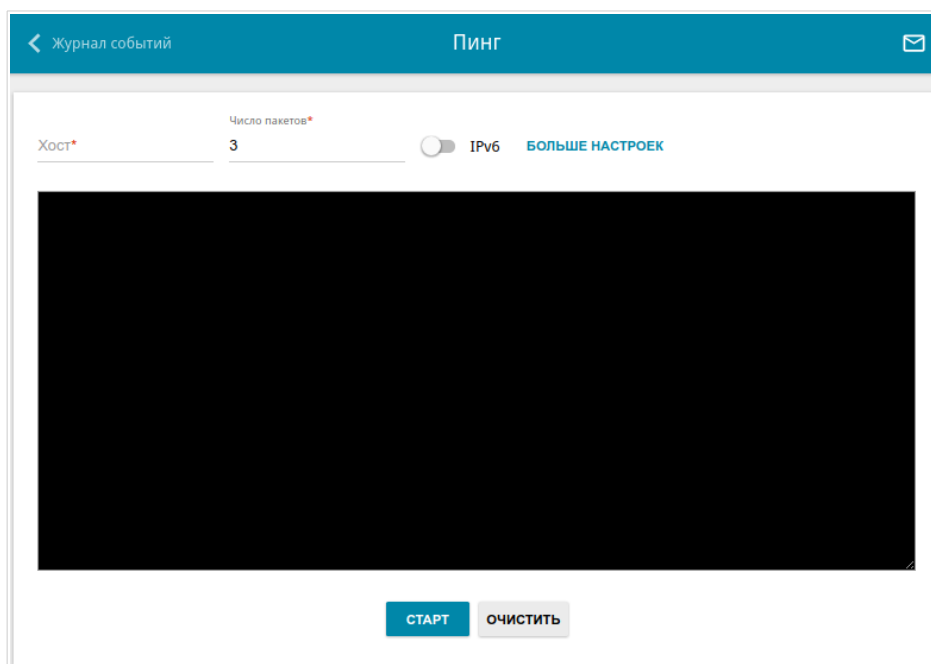 Журнал событий
Пинг
Число пакетов*
Хост*
3
IPv6
БОЛЬШЕ НАСТРОЕК
СТАРТ
ОЧИСТИТЬ